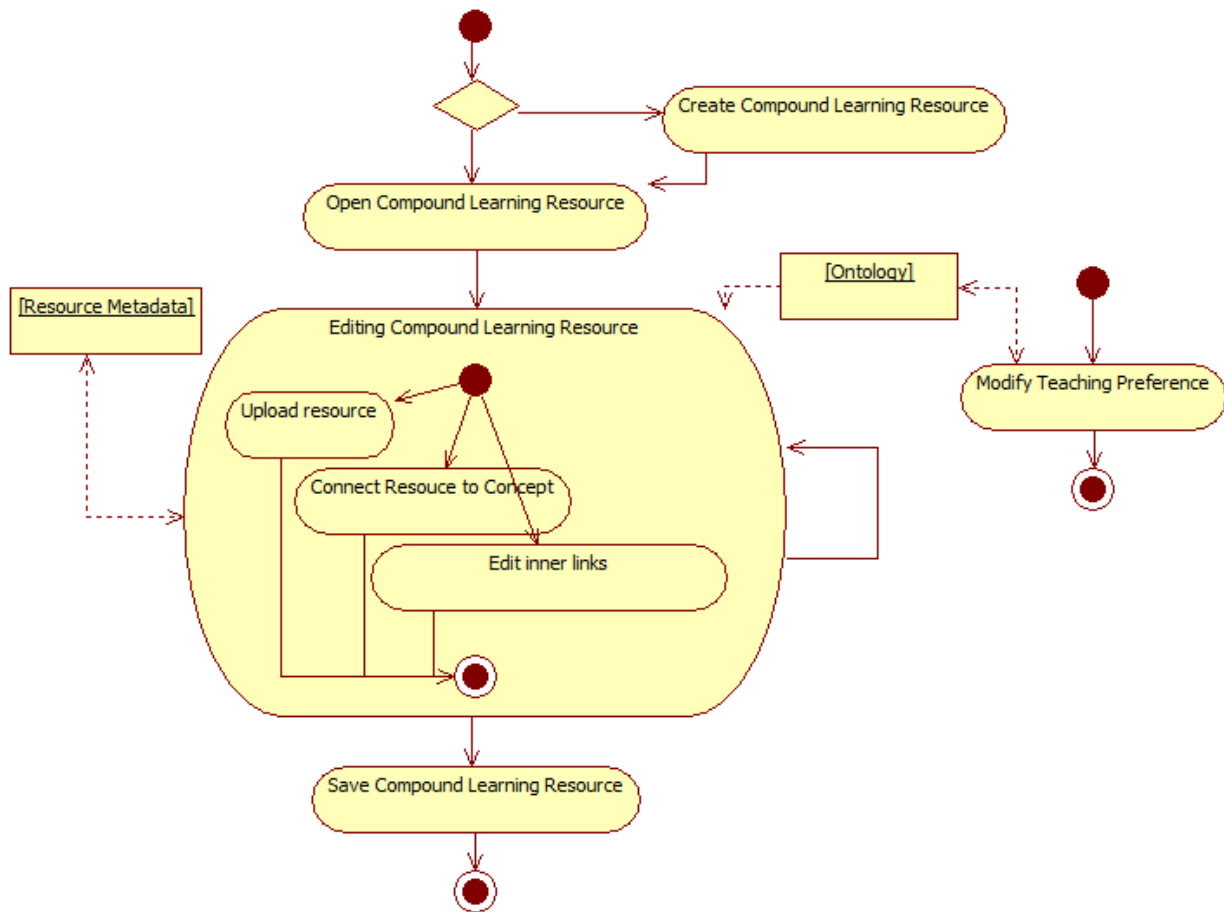 Create Compound Learning Resource
Open Compound Learning Resource
[Ontology]
[Resource Metadata]
Editing Compound Learning Resource
Modify Teaching Preference
Upload resource
Connect Resouce to Concept
Edit inner links
Save Compound Learning Resource